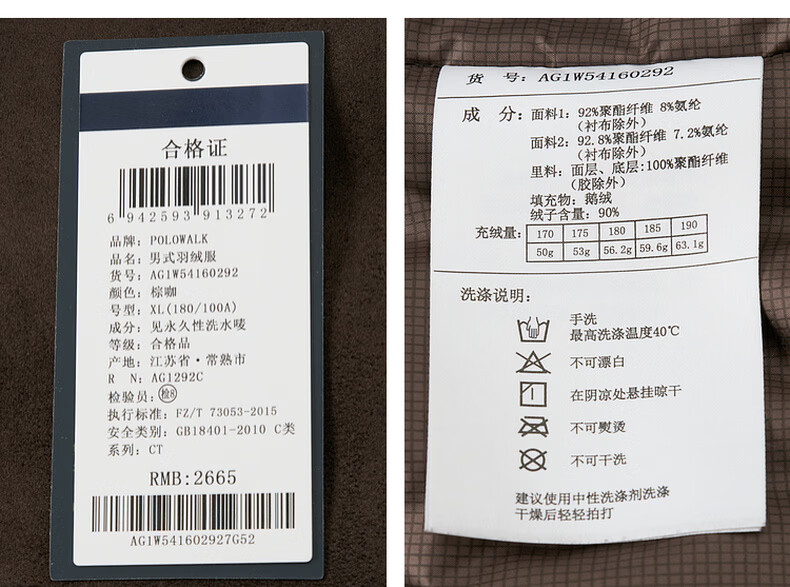 合格证
6 942593 913272
品牌: POLOWALK
品名: 男式羽绒服
货号: AG1W54160292
颜色: 棕咖
号型: XL(180/100A)
成分: 见永久性洗水唛
等级: 合格品
产地: 江苏省·常熟市
R N: AG1292C
检验员: 检8
执行标准: FZ/T 73053-2015
安全类别: GB18401-2010 C类
系列: CT
RMB:2665
AG1W541602927G52
货 号: AG1W54160292
成 分: 面料1: 92%聚酯纤维 8%氨纶
(衬布除外)
面料2: 92.8%聚酯纤维 7.2%氨纶
(衬布除外)
里料: 面层、底层:100%聚酯纤维
(胶除外)
填充物: 鹅绒
绒子含量: 90%
充绒量: 170 175 180 185 190
50g 53g 56.2g 59.6g 63.1g
洗涤说明:
手洗
最高洗涤温度40℃
不可漂白
在阴凉处悬挂晾干
不可熨烫
不可干洗
建议使用中性洗涤剂洗涤
干燥后轻轻拍打